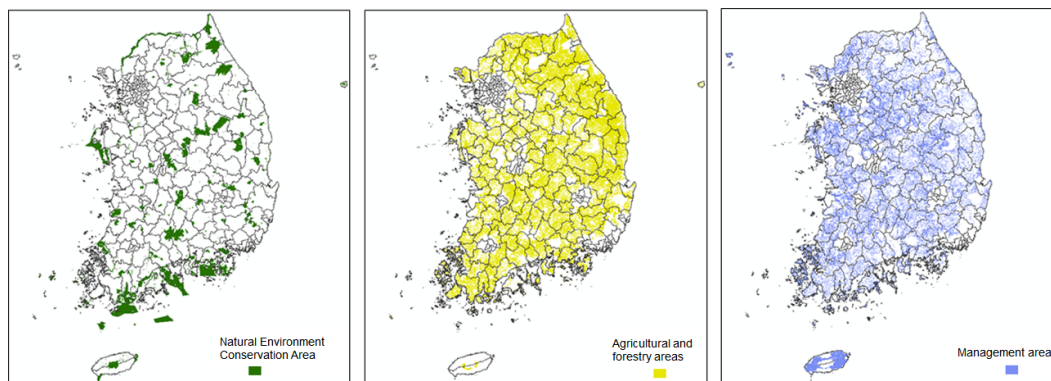 Natural Environment
Conservation Area
Agricultural and
forestry areas
Management area